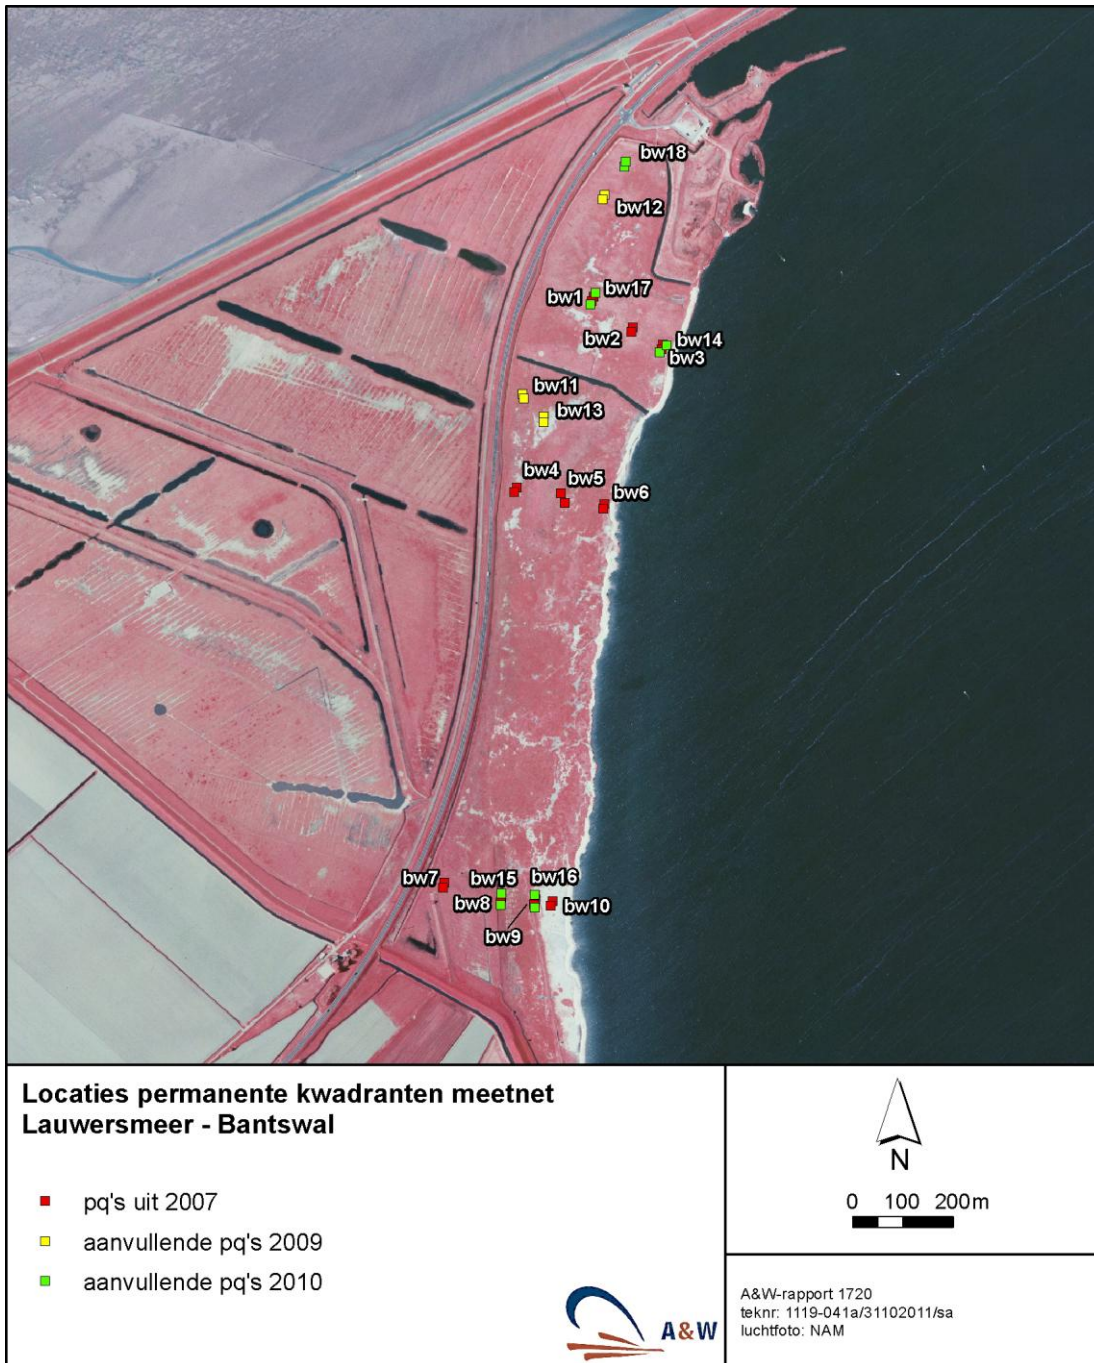 bw18
bw12
bw17
bw1
bw2
bw14
bw3
bw11
bw13
bw4
bw5
bw6
bw7
bw15
bw16
bw8
bw10
bw9
Locaties permanente kwadranten meetnet
Lauwersmeer - Bantswal
pq's uit 2007
aanvullende pq's 2009
aanvullende pq's 2010
A&W
N
0 100 200m
A&W-rapport 1720
teknr: 1119-041a/31102011/sa
luchtfoto: NAM